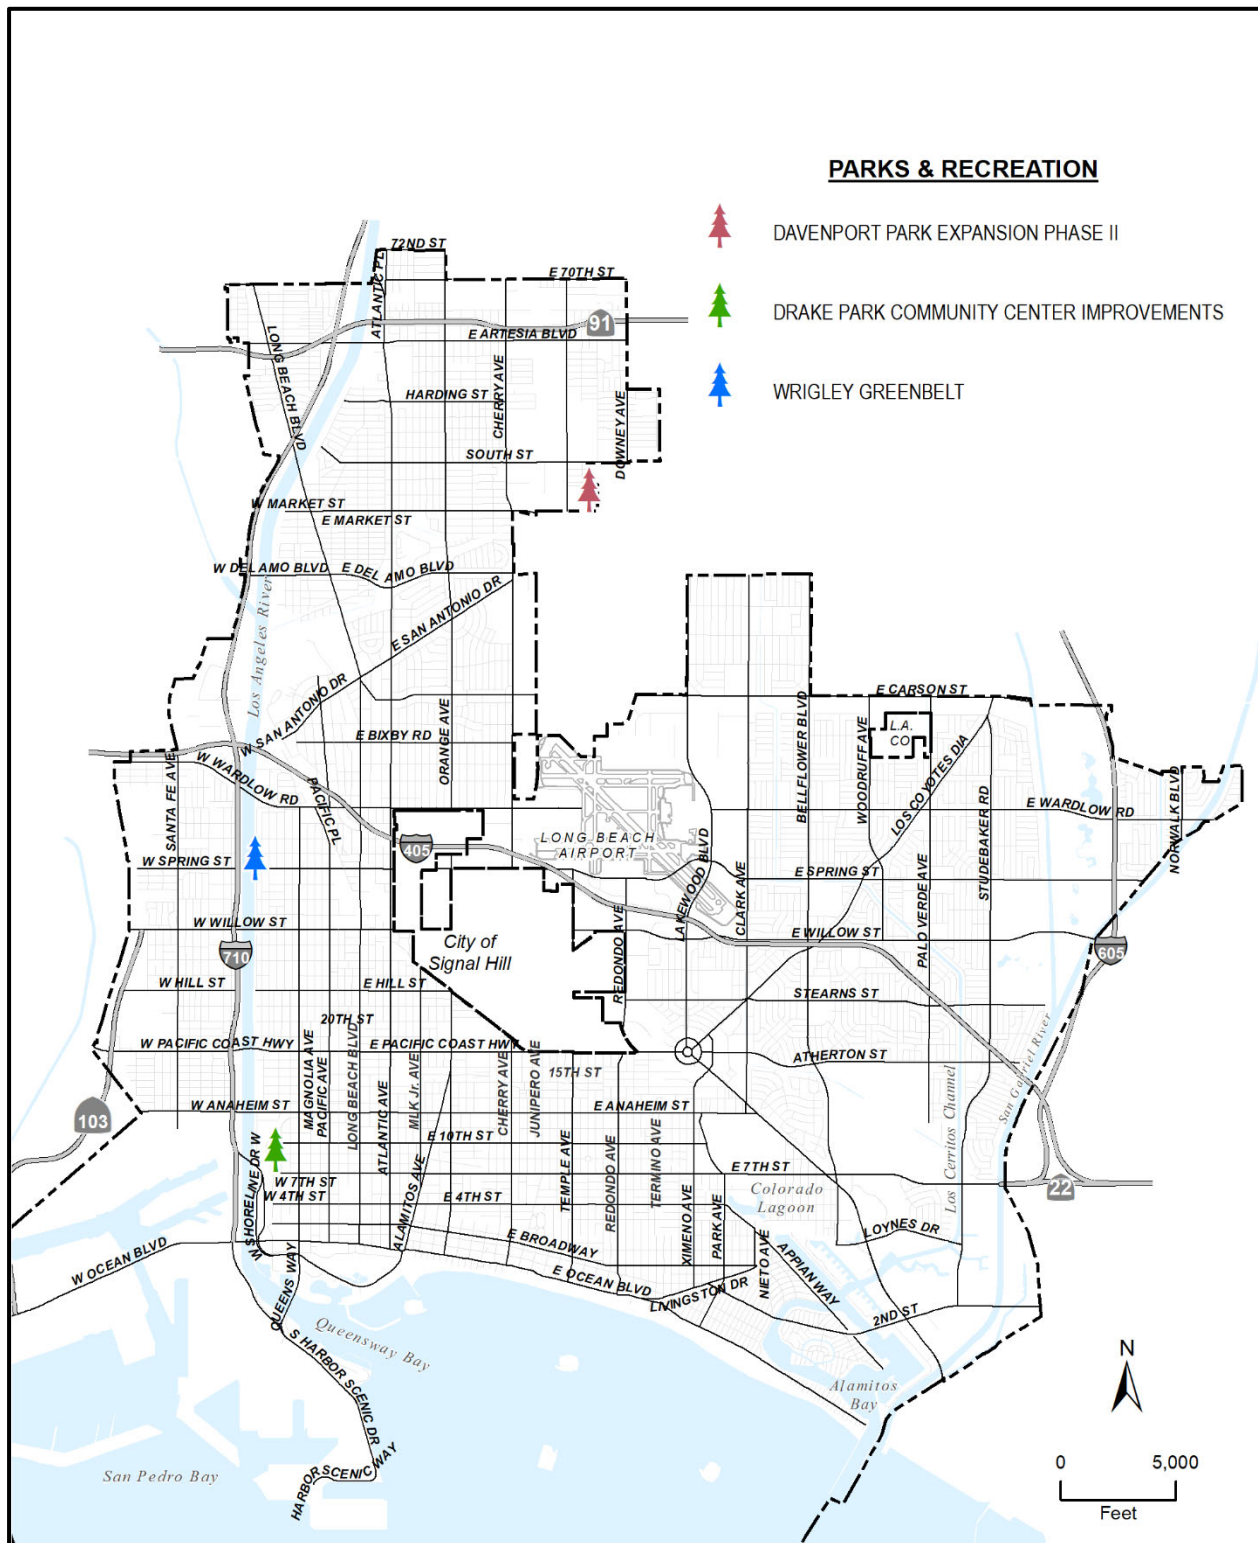 PARKS & RECREATION
DAVENPORT PARK EXPANSION PHASE II
DRAKE PARK COMMUNITY CENTER IMPROVEMENTS
WRIGLEY GREENBELT
72ND ST
ATLANTIC PL
E 70TH ST
91
LONG BEACH BLVD
E ARTESIA BLVD
CHERRY AVE
HARDING ST
DOWNEY AVE
SOUTH ST
W MARKET ST
E MARKET ST
W DEL AMO BLVD
E DEL AMO BLVD
Los Angeles River
E SAN ANTONIO DR
W SAN ANTONIO DR
E CARSON ST
ORANGE AVE
E BIXBY RD
BELLFLOWER BLVD
WOODRUFF AVE
L.A.
CO
LOS COYOTES DIA
SANTA FE AVE
W WARDLOW RD
PACIFIC PL
STUDEBAKER RD
E WARDLOW RD
NORWALK BLVD
LONG BEACH
AIRPORT
405
LAKEWOOD BLVD
CLARK AVE
W SPRING ST
E SPRING ST
PALO VERDE AVE
W WILLOW ST
E WILLOW ST
REDONDO AVE
City of
Signal Hill
710
605
W HILL ST
E HILL ST
STEARNS ST
20TH ST
W PACIFIC COAST HWY
E PACIFIC COAST HWY
ATHERTON ST
MAGNOLIA AVE
PACIFIC AVE
LONG BEACH BLVD
ATLANTIC AVE
MLK Jr. AVE
CHERRY AVE
JUNIPERO AVE
15TH ST
San Gabriel River
Los Cerritos Channel
103
W ANAHEIM ST
E ANAHEIM ST
E 10TH ST
W SHORELINE DR W
W 7TH ST
E 7TH ST
W 4TH ST
E 4TH ST
ALAMITOS AVE
TEMPLE AVE
REDONDO AVE
TERMINO AVE
XIMENO AVE
PARK AVE
NIETO AVE
Colorado
Lagoon
22
LOYNES DR
APPIAN WAY
E BROADWAY
W OCEAN BLVD
E OCEAN BLVD
LIVINGSTON DR
2ND ST
QUEENS WAY
Queensway Bay
S HARBOR SCENIC DR
HARBOR SCENIC WAY
San Pedro Bay
Alamitos
Bay
N
0 5,000
Feet